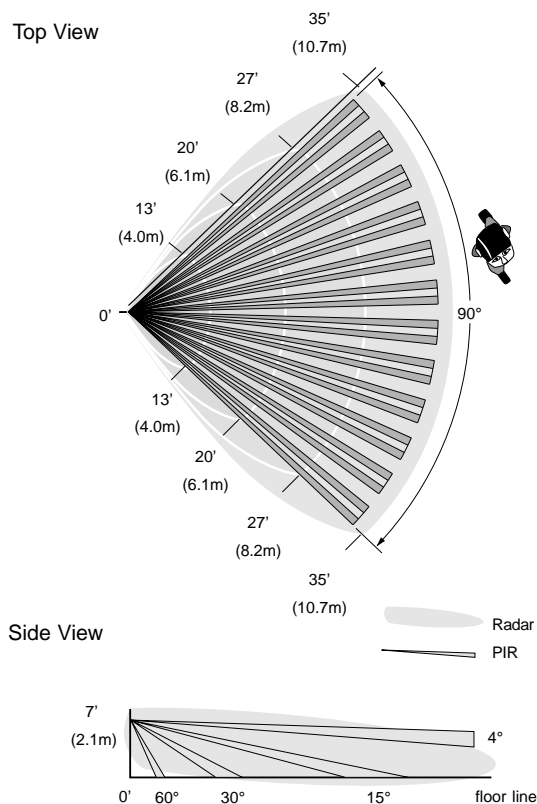 Top View
35’
(10.7m)
27’
(8.2m)
20’
(6.1m)
13’
(4.0m)
0’
90°
13’
(4.0m)
20’
(6.1m)
27’
(8.2m)
35’
(10.7m)
Radar
PIR
Side View
7’
(2.1m)
4°
0’ 60° 30° 15° floor line